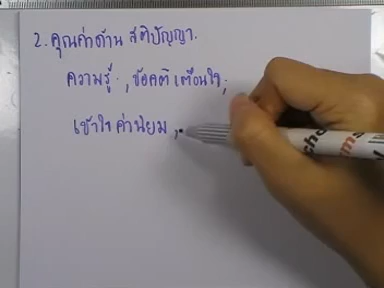 2. คุณค่าด้าน สติปัญญา.
ความรู้ , ข้อคติ เตือนใจ ,
เข้าใจ ค่านิยม ,